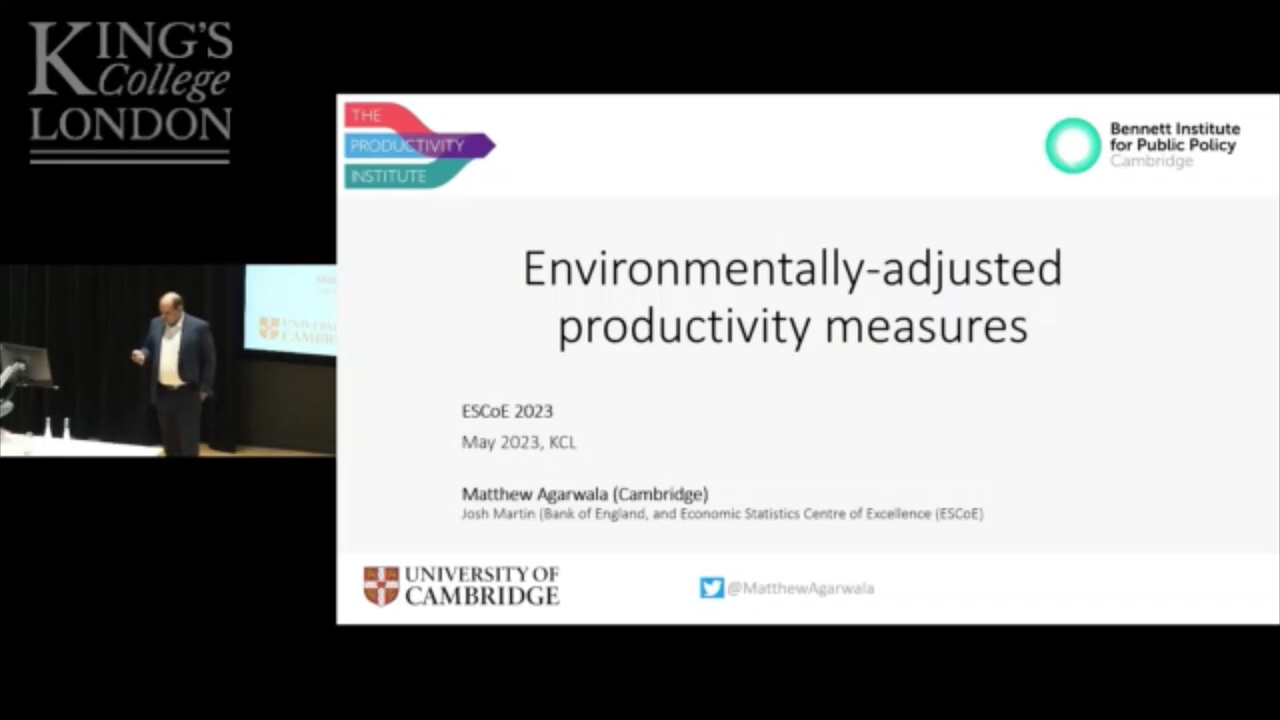 KING'S
College
LONDON
THE
PRODUCTIVITY
INSTITUTE
Bennett Institute
for Public Policy
Cambridge
Environmentally-adjusted
productivity measures
ESCoE 2023
May 2023, KCL
Matthew Agarwala (Cambridge)
Josh Martin (Bank of England, and Economic Statistics Centre of Excellence (ESCoE)
UNIVERSITY OF
CAMBRIDGE
@MatthewAgarwala